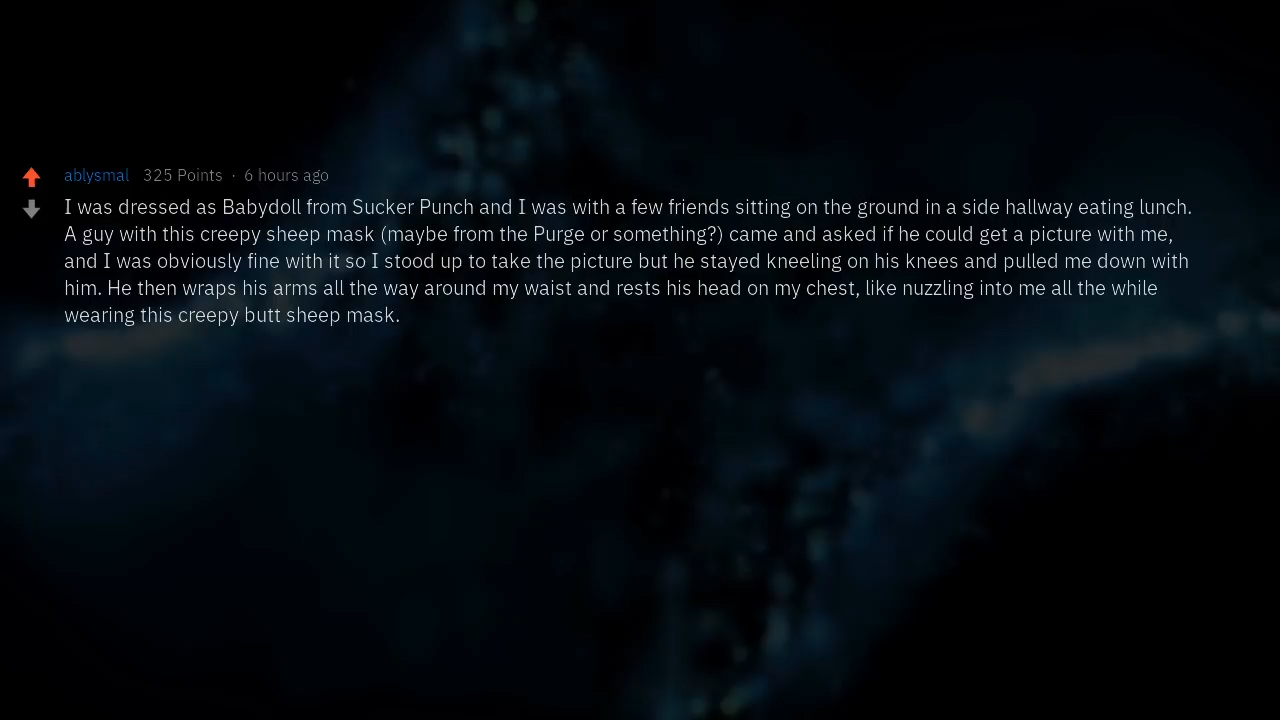 ablysmal 325 Points · 6 hours ago
I was dressed as Babydoll from Sucker Punch and I was with a few friends sitting on the ground in a side hallway eating lunch.
A guy with this creepy sheep mask (maybe from the Purge or something?) came and asked if he could get a picture with me,
and I was obviously fine with it so I stood up to take the picture but he stayed kneeling on his knees and pulled me down with
him. He then wraps his arms all the way around my waist and rests his head on my chest, like nuzzling into me all the while
wearing this creepy butt sheep mask.